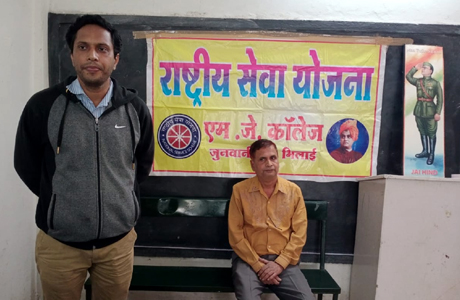 राष्ट्रीय सेवा योजना
एम. जे. कॉलेज
जुनवानी भिलाई